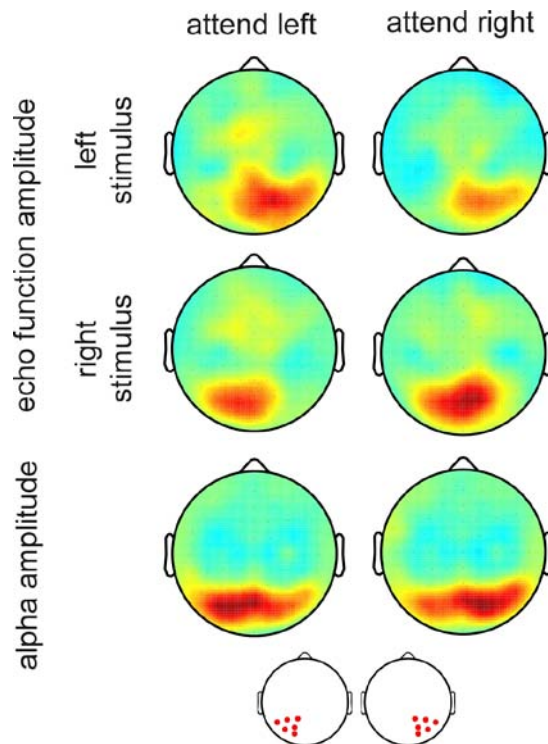 attend left
attend right
echo function amplitude
left
stimulus
right
stimulus
alpha amplitude